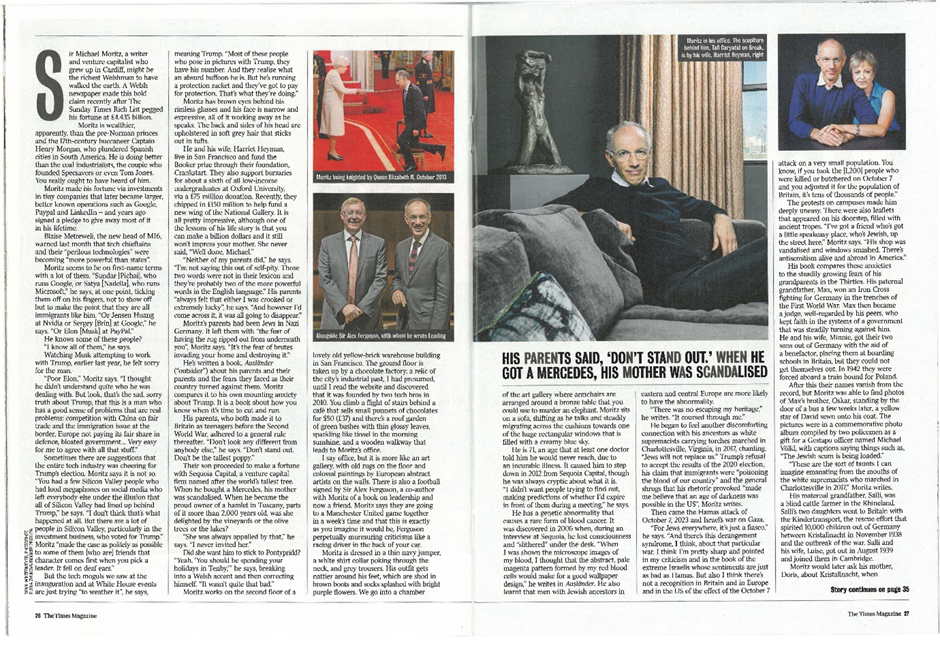 Sir Michael Moritz, a writer
and venture capitalist who
grew up in Cardiff, might be
the richest Welshman to have
walked the earth. A Welsh
newspaper made this bold
claim recently after The
Sunday Times Rich List pegged
his fortune at £4.435 billion.
Moritz is wealthier,
apparently, than the pre-Norman princes
and the 17th-century buccaneer Captain
Henry Morgan, who plundered Spanish
cities in South America. He is doing better
than the coal industrialists, the couple who
founded Specsavers or even Tom Jones.
You really ought to have heard of him.
Moritz made his fortune via investments
in tiny companies that later became larger,
better known operations such as Google,
Paypal and LinkedIn – and years ago
signed a pledge to give away most of it
in his lifetime.
Blaise Metreweli, the new head of MI6,
warned last month that tech chieftains
and their “perilous technologies” were
becoming “more powerful than states”.
Moritz seems to be on first-name terms
with a lot of them. “Sundar [Pichai], who
runs Google, or Satya [Nadella], who runs
Microsoft,” he says, at one point, ticking
them off on his fingers, not to show off
but to make the point that they are all
immigrants like him. “Or Jensen Huang
at Nvidia or Sergey [Brin] at Google,” he
says. “Or Elon [Musk] at PayPal.”
He knows some of these people?
“I know all of them,” he says.
Watching Musk attempting to work
with Trump, earlier last year, he felt sorry
for the man.
“Poor Elon,” Moritz says. “I thought
he didn’t understand quite who he was
dealing with. But look, that’s the sad, sorry
truth about Trump, that this is a man who
has a good sense of problems that are real
problems: competition with China on fair
trade and the immigration issue at the
border, Europe not paying its fair share in
defence, bloated government... Very easy
for me to agree with all that stuff.”
Sometimes there are suggestions that
the entire tech industry was cheering for
Trump’s election. Moritz says it is not so.
“You had a few Silicon Valley people who
had loud megaphones on social media who
left everybody else under the illusion that
all of Silicon Valley had lined up behind
Trump,” he says. “I don’t think that’s what
happened at all. But there are a lot of
people in Silicon Valley, particularly in the
investment business, who voted for Trump.”
Moritz “made the case as politely as possible
to some of them [who are] friends that
character comes first when you pick a
leader. It fell on deaf ears.”
But the tech moguls we saw at the
inauguration and at White House events
are just trying “to weather it”, he says,
meaning Trump. “Most of these people
who pose in pictures with Trump, they
have his number. And they realise what
an absurd buffoon he is. But he’s running
a protection racket and they’ve got to pay
for protection. That’s what they’re doing.”
Moritz has brown eyes behind his
rimless glasses and his face is narrow and
expressive, all of it working away as he
speaks. The back and sides of his head are
upholstered in soft grey hair that sticks
out in tufts.
He and his wife, Harriet Heyman,
live in San Francisco and fund the
Booker prize through their foundation,
Crankstart. They also support bursaries
for about a sixth of all low-income
undergraduates at Oxford University,
via a £75 million donation. Recently, they
chipped in £150 million to help fund a
new wing of the National Gallery. It is
all pretty impressive, although one of
the lessons of his life story is that you
can make a billion dollars and it still
won’t impress your mother. She never
said, “Well done, Michael.”
“Neither of my parents did,” he says.
“I’m not saying this out of self-pity. Those
two words were not in their lexicon and
they’re probably two of the more powerful
words in the English language.” His parents
“always felt that either I was crooked or
extremely lucky”, he says. “And however I’d
come across it, it was all going to disappear.”
Moritz’s parents had been Jews in Nazi
Germany. It left them with “the fear of
having the rug ripped out from underneath
you”, Moritz says. “It’s the fear of brutes
invading your home and destroying it.”
He’s written a book, Ausländer
(“outsider”) about his parents and their
parents and the fears they faced as their
country turned against them. Moritz
compares it to his own mounting anxiety
about Trump. It is a book about how you
know when it’s time to cut and run.
His parents, who both made it to
Britain as teenagers before the Second
World War, adhered to a general rule
thereafter. “Don’t look any different from
anybody else,” he says. “Don’t stand out.
Don’t be the tallest poppy.”
Their son proceeded to make a fortune
with Sequoia Capital, a venture capital
firm named after the world’s tallest tree.
When he bought a Mercedes, his mother
was scandalised. When he became the
proud owner of a hamlet in Tuscany, parts
of it more than 2,000 years old, was she
delighted by the vineyards or the olive
trees or the lakes?
“She was always appalled by that,” he
says. “I never invited her.”
Did she want him to stick to Pontypridd?
“Yeah. ‘You should be spending your
holidays in Tenby,’” he says, breaking
into a Welsh accent and then correcting
himself. “It wasn’t quite that bad.”
Moritz works on the second floor of a
Moritz being knighted by Queen Elizabeth II, October 2013
Alongside Sir Alex Ferguson, with whom he wrote Leading
lovely old yellow-brick warehouse building
in San Francisco. The ground floor is
taken up by a chocolate factory, a relic of
the city’s industrial past, I had presumed,
until I read the website and discovered
that it was founded by two tech bros in
2010. You climb a flight of stairs behind a
café that sells small punnets of chocolates
for $50 (£37) and there’s a roof garden
of green bushes with thin glossy leaves,
sparkling like tinsel in the morning
sunshine, and a wooden walkway that
leads to Moritz’s office.
I say office, but it is more like an art
gallery, with old rugs on the floor and
colossal paintings by European abstract
artists on the walls. There is also a football
signed by Sir Alex Ferguson, a co-author
with Moritz of a book on leadership and
now a friend. Moritz says they are going
to a Manchester United game together
in a week’s time and that this is exactly
as you imagine it would be, Ferguson
perpetually murmuring criticisms like a
racing driver in the back of your car.
Moritz is dressed in a thin navy jumper,
a white shirt collar poking through the
neck, and grey trousers. His outfit gets
nattier around his feet, which are shod in
brown boots and socks splashed with bright
purple flowers. We go into a chamber
26 The Times Magazine
Moritz in his office. The sculpture
behind him, Tall Caryatid on Break,
is by his wife, Harriet Heyman, right
HIS PARENTS SAID, ‘DON’T STAND OUT.’ WHEN HE
GOT A MERCEDES, HIS MOTHER WAS SCANDALISED
of the art gallery where armchairs are
arranged around a bronze table that you
could use to murder an elephant. Moritz sits
on a sofa, shifting as he talks and steadily
migrating across the cushions towards one
of the huge rectangular windows that is
filled with a creamy blue sky.
He is 71, an age that at least one doctor
told him he would never reach, due to
an incurable illness. It caused him to step
down in 2012 from Sequoia Capital, though
he was always cryptic about what it is.
“I didn’t want people trying to find out,
making predictions of whether I’d expire
in front of them during a meeting,” he says.
He has a genetic abnormality that
causes a rare form of blood cancer. It
was discovered in 2006 when, during an
interview at Sequoia, he lost consciousness
and “slithered” under the desk. “When
I was shown the microscope images of
my blood, I thought that the abstract, pale
magenta pattern formed by my red blood
cells would make for a good wallpaper
design,” he writes in Ausländer. He also
learnt that men with Jewish ancestors in
eastern and central Europe are more likely
to have the abnormality.
“There was no escaping my heritage,”
he writes. “It coursed through me.”
He began to feel another discomforting
connection with his ancestors as white
supremacists carrying torches marched in
Charlottesville, Virginia, in 2017, chanting,
“Jews will not replace us.” Trump’s refusal
to accept the results of the 2020 election,
his claim that immigrants were “poisoning
the blood of our country” and the general
shrugs that his rhetoric provoked “made
me believe that an age of darkness was
possible in the US”, Moritz writes.
Then came the Hamas attack of
October 7, 2023 and Israel’s war on Gaza.
“For Jews everywhere, it’s just a fiasco,”
he says. “And there’s this derangement
syndrome, I think, about that particular
war. I think I’m pretty sharp and pointed
in my criticism and in the book of the
extreme Israelis whose sentiments are just
as bad as Hamas. But also I think there’s
not a recognition in Britain and in Europe
and in the US of the effect of the October 7
attack on a very small population. You
know, if you took the [1,200] people who
were killed or butchered on October 7
and you adjusted it for the population of
Britain, it’s tens of thousands of people.”
The protests on campuses made him
deeply uneasy. There were also leaflets
that appeared on his doorstep, filled with
ancient tropes. “I’ve got a friend who’s got
a little speakeasy place, who’s Jewish, up
the street here,” Moritz says. “His shop was
vandalised and windows smashed. There’s
antisemitism alive and abroad in America.”
His book compares these anxieties
to the steadily growing fears of his
grandparents in the Thirties. His paternal
grandfather, Max, won an Iron Cross
fighting for Germany in the trenches of
the First World War. Max then became
a judge, well-regarded by his peers, who
kept faith in the systems of a government
that was steadily turning against him.
He and his wife, Minnie, got their two
sons out of Germany with the aid of
a benefactor, placing them at boarding
schools in Britain, but they could not
get themselves out. In 1942 they were
forced aboard a train bound for Poland.
After this their names vanish from the
record, but Moritz was able to find photos
of Max’s brother, Oskar, standing by the
door of a bus a few weeks later, a yellow
star of David sewn onto his coat. The
pictures were in a commemorative photo
album compiled by two policemen as a
gift for a Gestapo officer named Michael
Völkl, with captions saying things such as,
“The Jewish scum is being loaded.”
“These are the sort of taunts I can
imagine emanating from the mouths of
the white supremacists who marched in
Charlottesville in 2017,” Moritz writes.
His maternal grandfather, Salli, was
a blind cattle farmer in the Rhineland.
Salli’s two daughters went to Britain with
the Kindertransport, the rescue effort that
spirited 10,000 children out of Germany
between Kristallnacht in November 1938
and the outbreak of the war. Salli and
his wife, Luise, got out in August 1939
and joined them in Cambridge.
Moritz would later ask his mother,
Doris, about Kristallnacht, when
Story continues on page 35
The Times Magazine 27